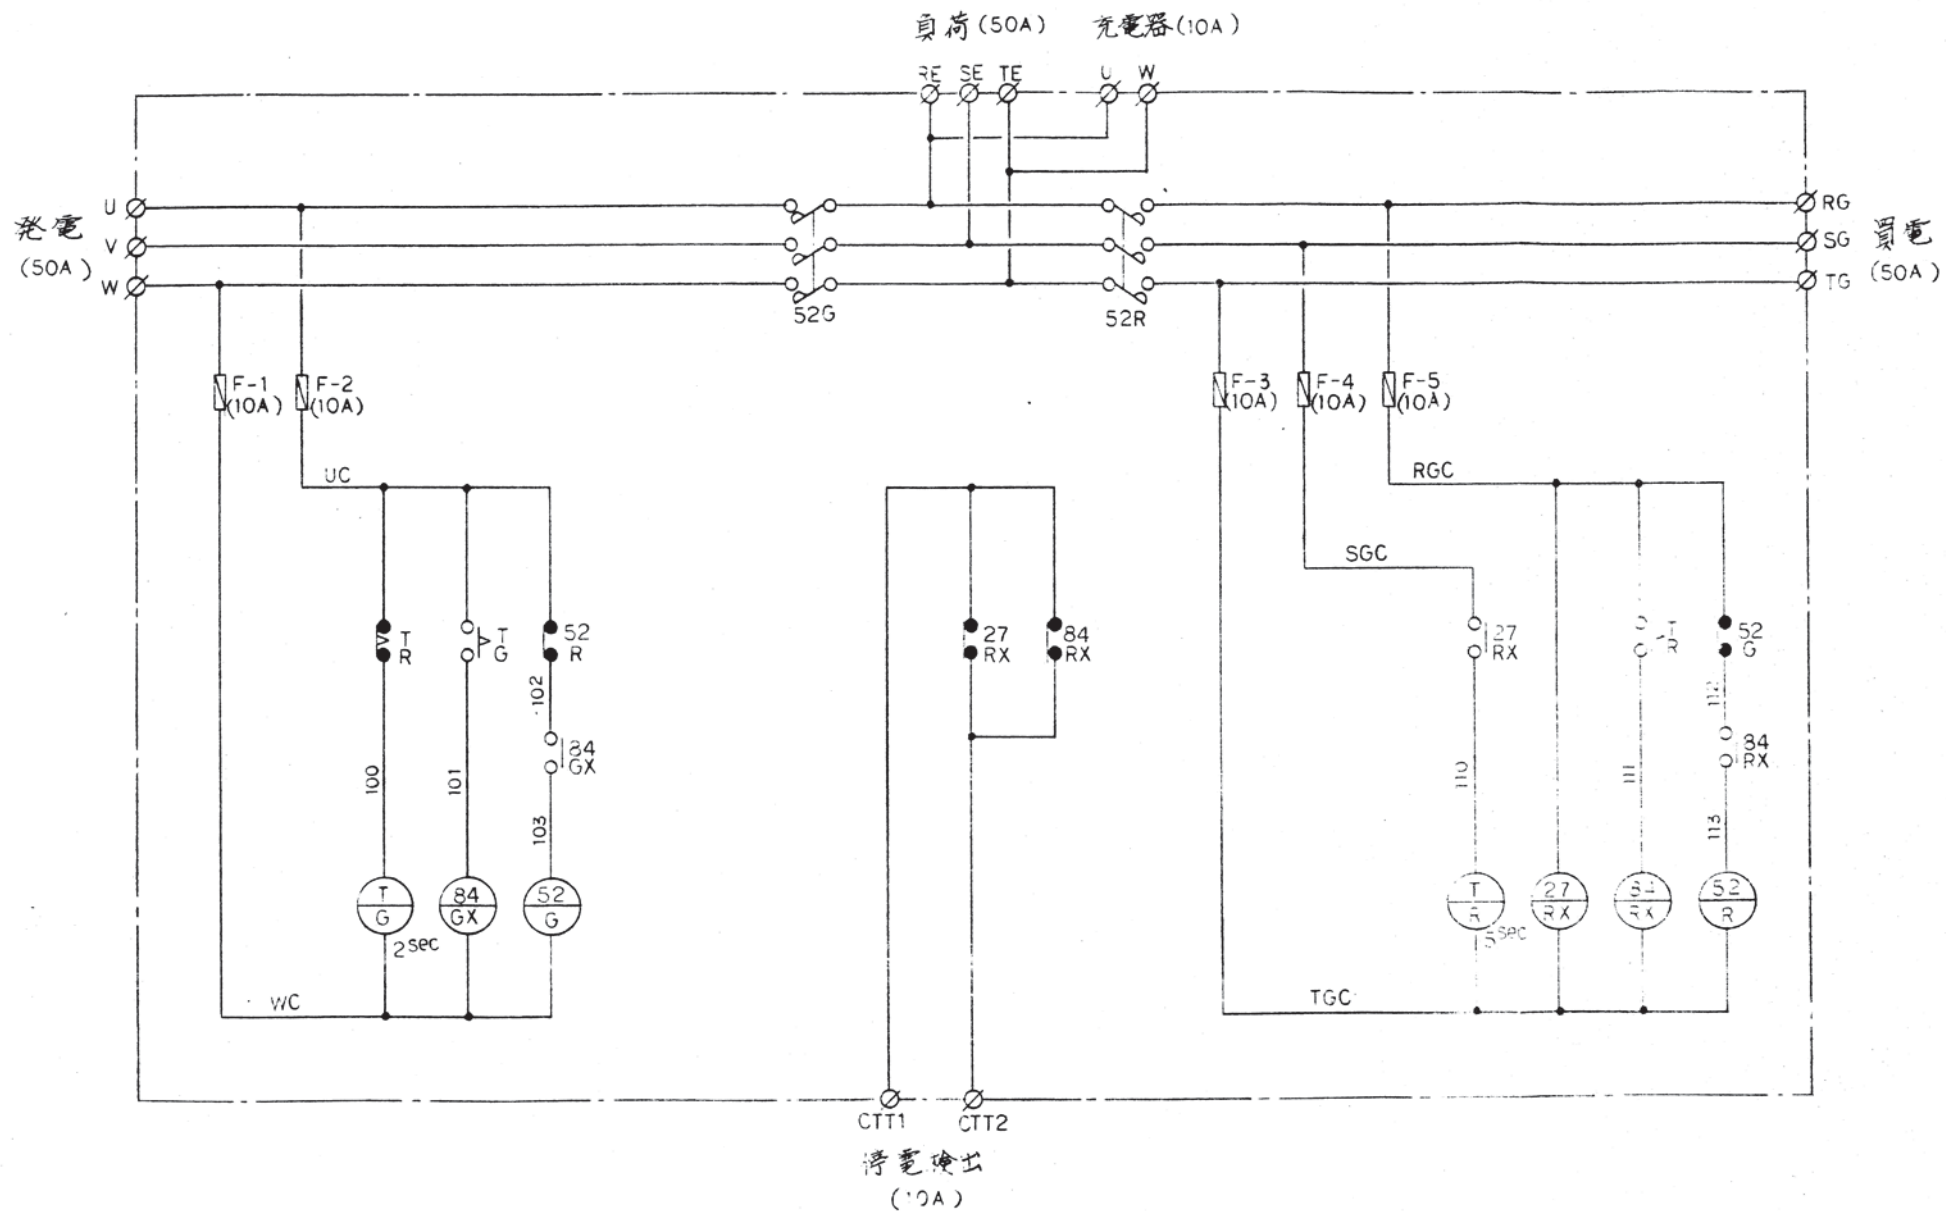 負荷(50A) 充電器(10A)
RE SE TE U W
U
V
W
発電
(50A)
RG
SG
TG
買電
(50A)
52G
52R
F-1
(10A)
F-2
(10A)
F-3
(10A)
F-4
(10A)
F-5
(10A)
UC
RGC
SGC
T
R
T
G
52
R
102
84
GX
100
101
103
T
G
2sec
84
GX
52
G
WC
27
RX
84
RX
27
RX
T
R
52
G
112
84
RX
110
111
113
T
R
5sec
27
RX
84
RX
52
R
TGC
CTT1 CTT2
停電検出
(10A)